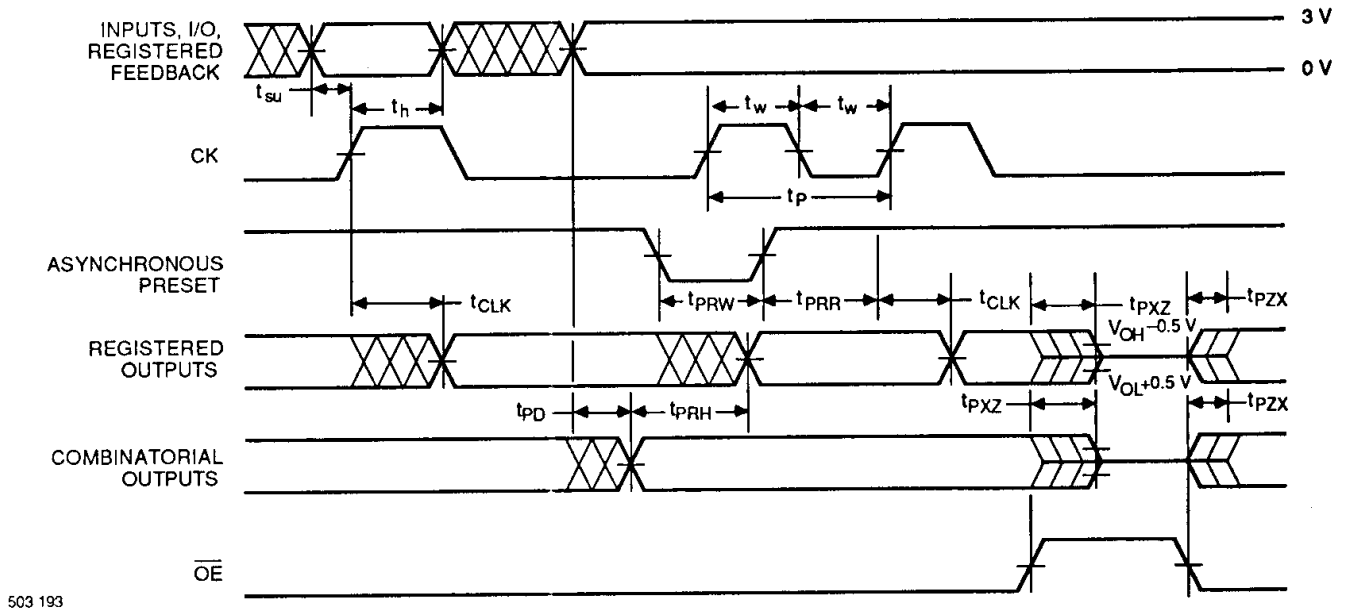 INPUTS, I/O,
REGISTERED
FEEDBACK
3 V
0 V
tsu
th
tw
tw
CK
tP
ASYNCHRONOUS
PRESET
tCLK
tPRW
tPRR
tCLK
tPXZ
tPZX
REGISTERED
OUTPUTS
VOH–0.5 V
VOL+0.5 V
tPD
tPRH
tPXZ
tPZX
COMBINATORIAL
OUTPUTS
OE
503 193